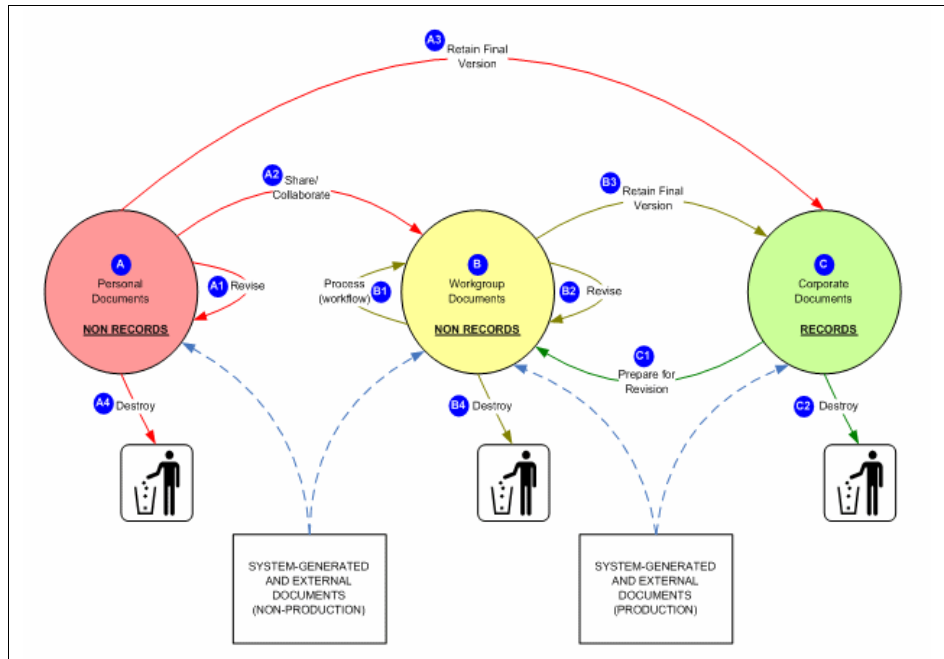 A3
Retain Final
Version
A2
Share/
Collaborate
B3
Retain Final
Version
A
Personal
Documents
NON RECORDS
A1
Revise
Process
(workflow)
B1
B
Workgroup
Documents
NON RECORDS
B2
Revise
C
Corporate
Documents
RECORDS
C1
Prepare for
Revision
A4
Destroy
B4
Destroy
C2
Destroy
SYSTEM-GENERATED
AND EXTERNAL
DOCUMENTS
(NON-PRODUCTION)
SYSTEM-GENERATED
AND EXTERNAL
DOCUMENTS
(PRODUCTION)